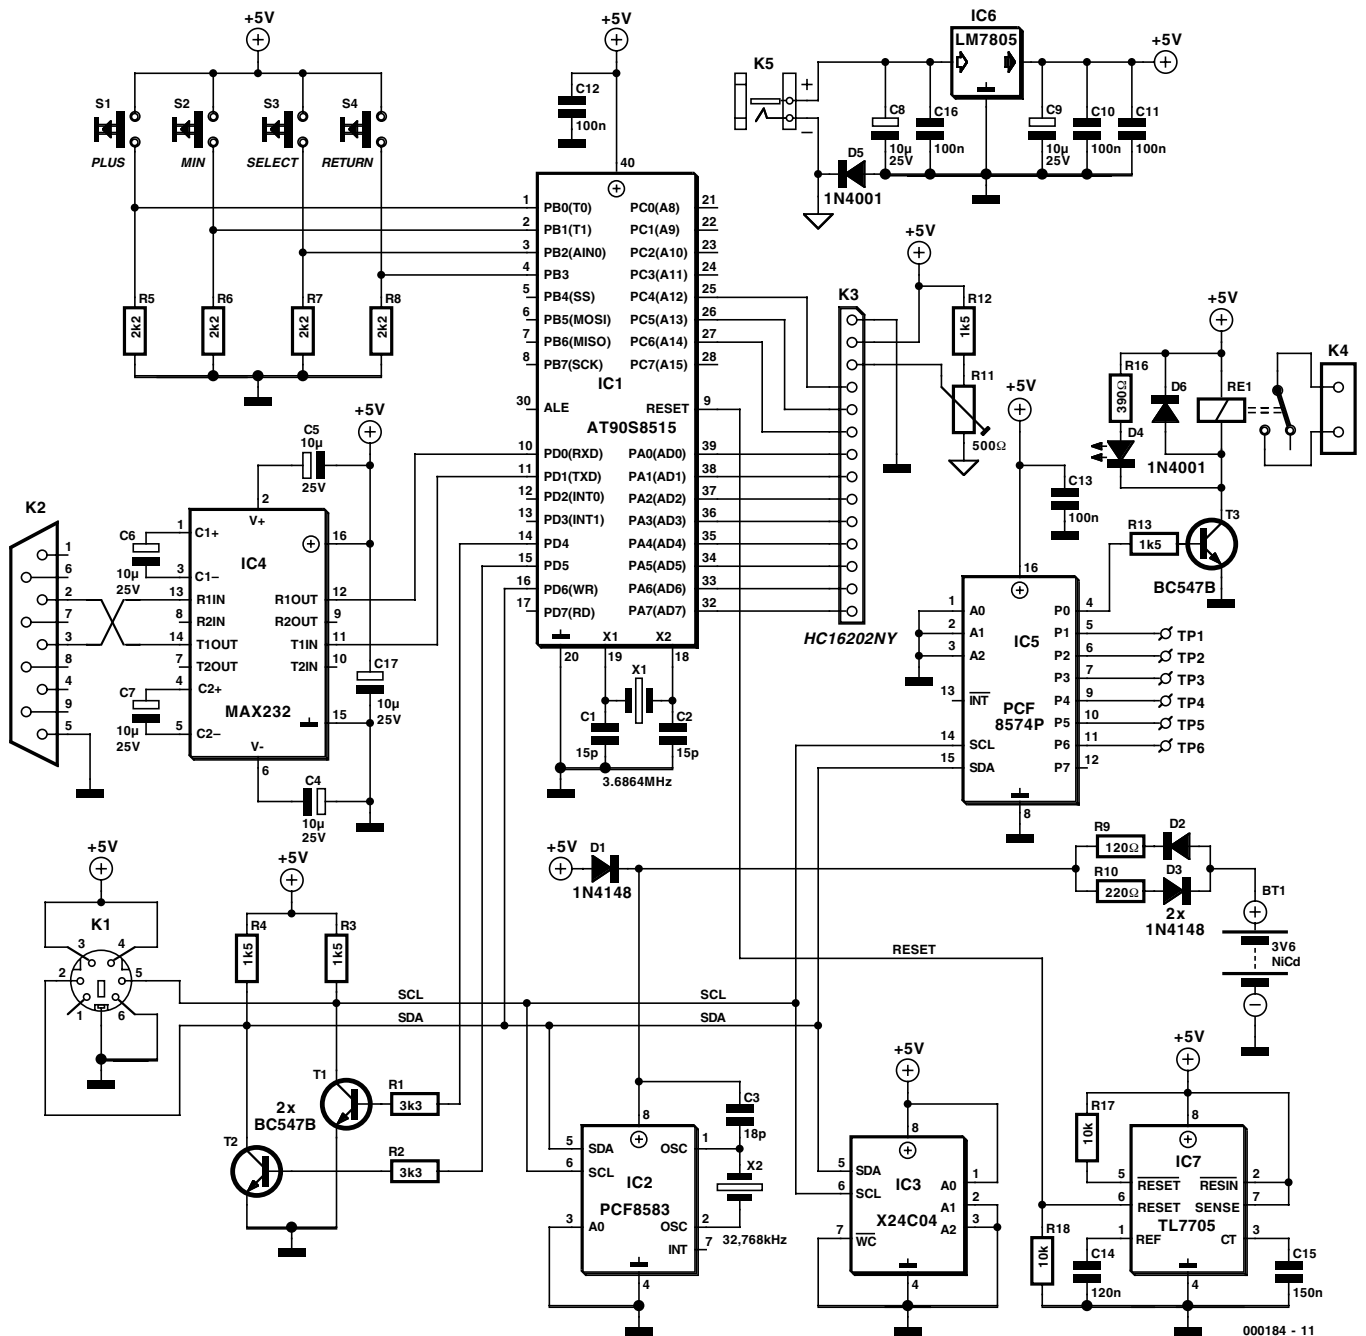 +5V
+5V
IC6
LM7805
+5V
K5
+
−
S1
S2
S3
S4
PLUS
MIN
SELECT
RETURN
C12
100n
C8
10µ
25V
C16
100n
C9
10µ
25V
C10
100n
C11
100n
D5
1N4001
40
1 PB0(T0)
2 PB1(T1)
3 PB2(AIN0)
4 PB3
5 PB4(SS)
6 PB5(MOSI)
7 PB6(MISO)
8 PB7(SCK)
30 ALE
10 PD0(RXD)
11 PD1(TXD)
12 PD2(INT0)
13 PD3(INT1)
14 PD4
15 PD5
16 PD6(WR)
17 PD7(RD)
IC1
AT90S8515
PC0(A8) 21
PC1(A9) 22
PC2(A10) 23
PC3(A11) 24
PC4(A12) 25
PC5(A13) 26
PC6(A14) 27
PC7(A15) 28
RESET 9
PA0(AD0) 39
PA1(AD1) 38
PA2(AD2) 37
PA3(AD3) 36
PA4(AD4) 35
PA5(AD5) 34
PA6(AD6) 33
PA7(AD7) 32
X1
X2
20
19
18
X1
C1
15p
C2
15p
3.6864MHz
R5
2k2
R6
2k2
R7
2k2
R8
2k2
K3
HC16202NY
+5V
R12
1k5
R11
500Ω
+5V
C13
100n
+5V
R16
390Ω
D4
D6
1N4001
RE1
K4
R13
1k5
T3
BC547B
16
1 A0
2 A1
3 A2
13 INT
14 SCL
15 SDA
IC5
PCF
8574P
P0 4
P1 5
P2 6
P3 7
P4 9
P5 10
P6 11
P7 12
8
TP1
TP2
TP3
TP4
TP5
TP6
+5V
C5
10µ
25V
K2
1
6
2
7
3
8
4
9
5
C6
10µ
25V
C7
10µ
25V
2
V+
1 C1+
3 C1−
13 R1IN
8 R2IN
14 T1OUT
7 T2OUT
4 C2+
5 C2−
IC4
MAX232
16
R1OUT 12
R2OUT 9
T1IN 11
T2IN 10
15
V-
6
C17
10µ
25V
C4
10µ
25V
+5V
K1
3
4
2
5
1
6
+5V
R4
1k5
R3
1k5
SCL
SDA
SCL
SDA
T1
2x
BC547B
T2
R1
3k3
R2
3k3
+5V
D1
1N4148
R9
120Ω
D2
R10
220Ω
D3
2x
1N4148
BT1
3V6
NiCd
RESET
8
5 SDA
6 SCL
3 A0
IC2
PCF8583
OSC 1
OSC 2
INT 7
4
C3
18p
X2
32,768kHz
+5V
8
5 SDA
6 SCL
7 WC
IC3
X24C04
A0 1
A1 2
A2 3
4
+5V
R17
10k
R18
10k
8
5 RESET
6 RESET
1 REF
IC7
TL7705
RESIN 2
SENSE 7
CT 3
4
C14
120n
C15
150n
000184 - 11